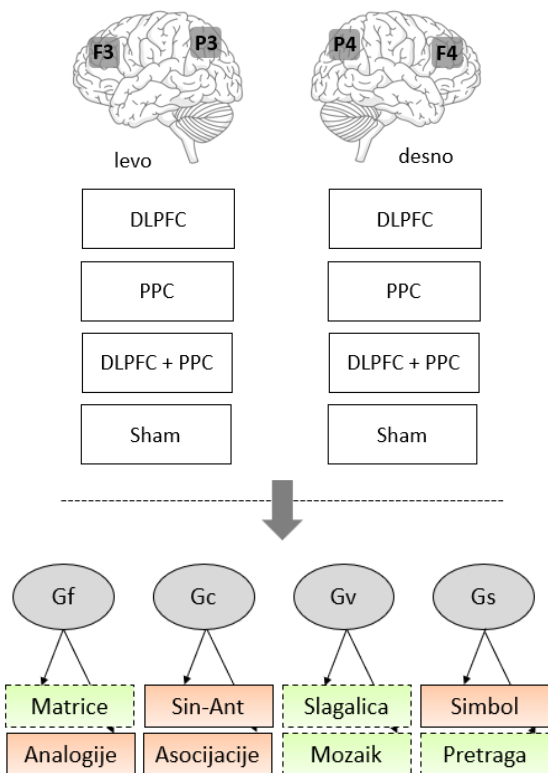 F3 P3 P4 F4
levo desno
DLPFC DLPFC
PPC PPC
DLPFC + PPC DLPFC + PPC
Sham Sham
Gf Gc Gv Gs
Matrice Sin-Ant Slagalica Simbol
Analogije Asocijacije Mozaik Pretraga